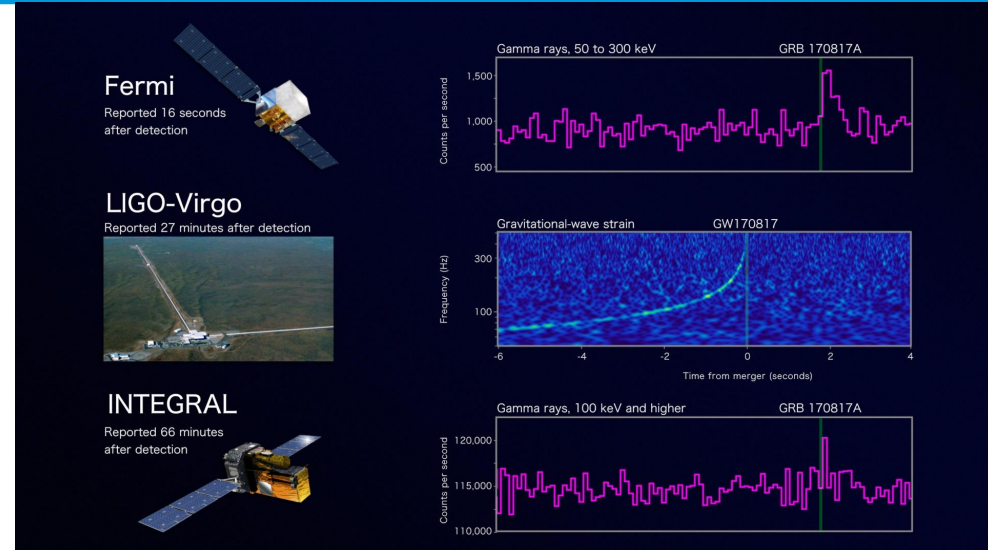 Fermi
Reported 16 seconds
after detection
Gamma rays, 50 to 300 keV
GRB 170817A
Counts per second
1,500
1,000
500
LIGO-Virgo
Reported 27 minutes after detection
Gravitational-wave strain
GW170817
Frequency (Hz)
300
100
-6
-4
-2
0
2
4
Time from merger (seconds)
INTEGRAL
Reported 66 minutes
after detection
Gamma rays, 100 keV and higher
GRB 170817A
Counts per second
120,000
115,000
110,000